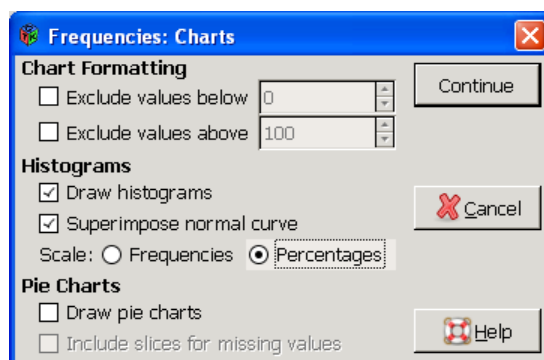 Frequencies: Charts
Chart Formatting
Exclude values below 0
Exclude values above 100
Continue
Histograms
Draw histograms
Superimpose normal curve
Scale: Frequencies Percentages
Cancel
Pie Charts
Draw pie charts
Include slices for missing values
Help